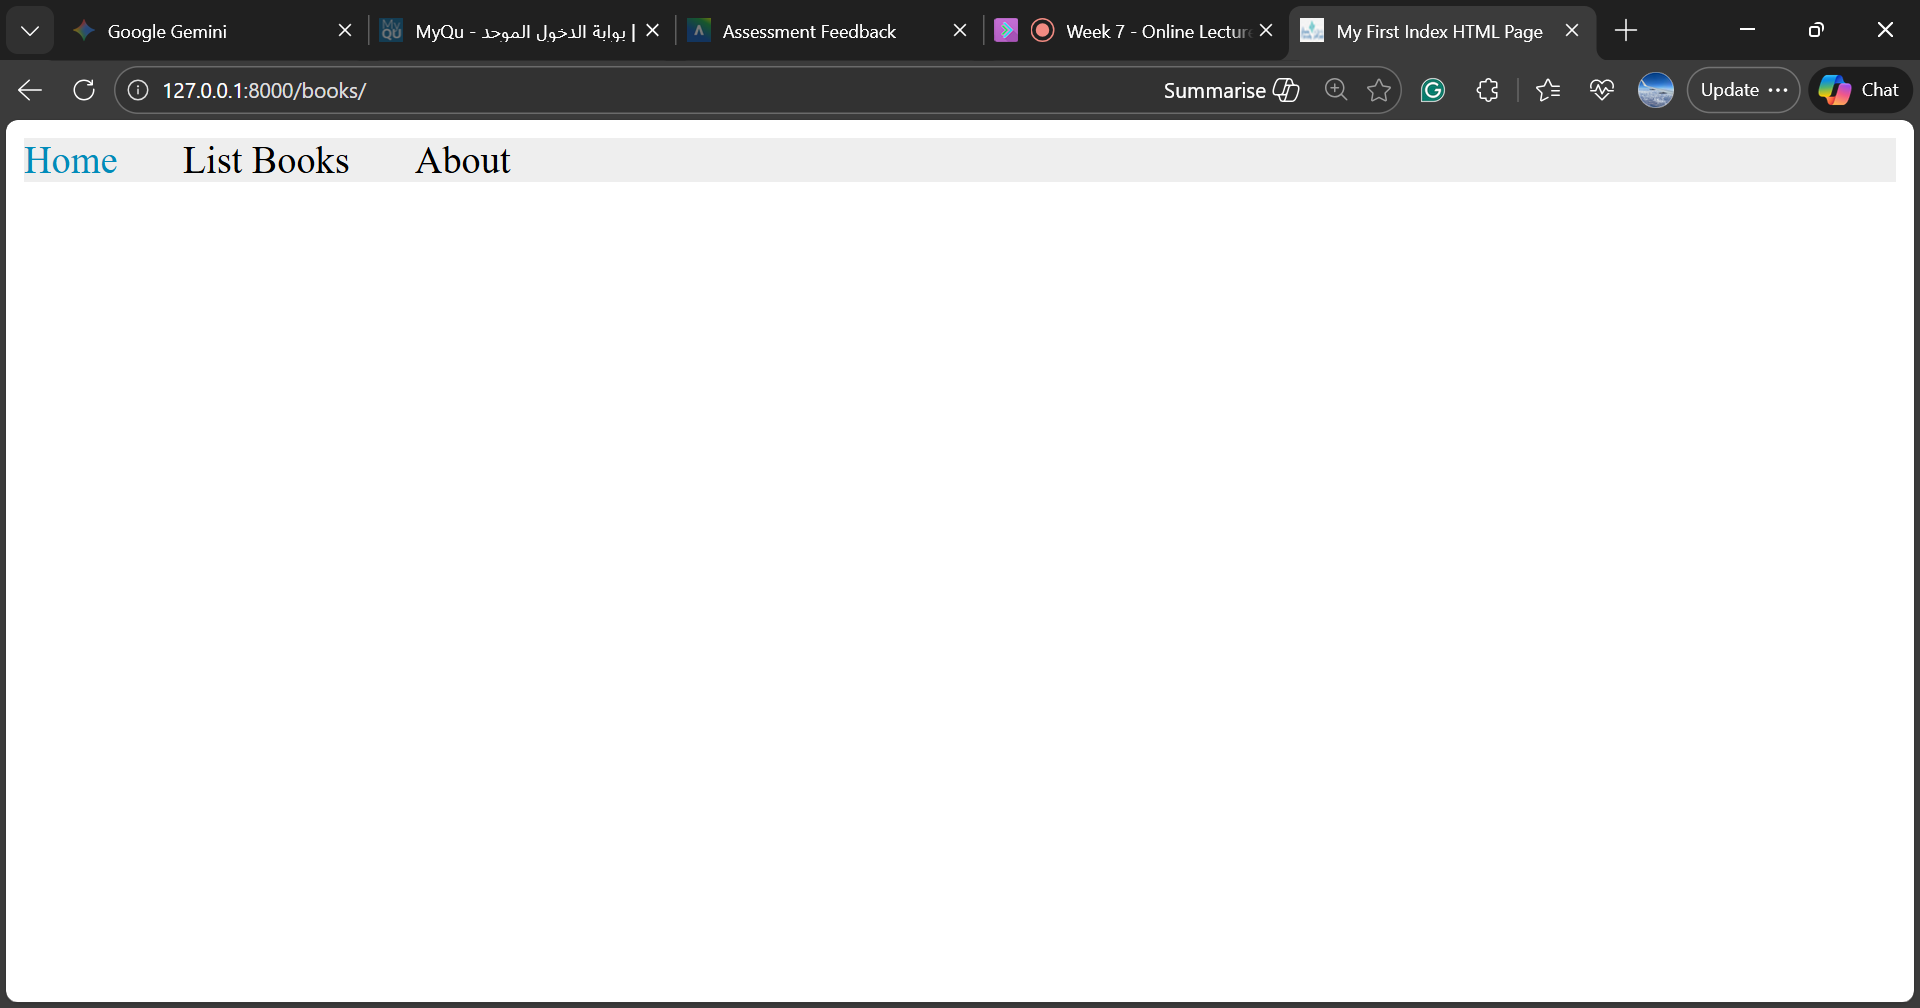 Google Gemini
MyQu - بوابة الدخول الموحد |
Assessment Feedback
Week 7 - Online Lectur
My First Index HTML Page
127.0.0.1:8000/books/
Summarise
Update
Chat
Home List Books About